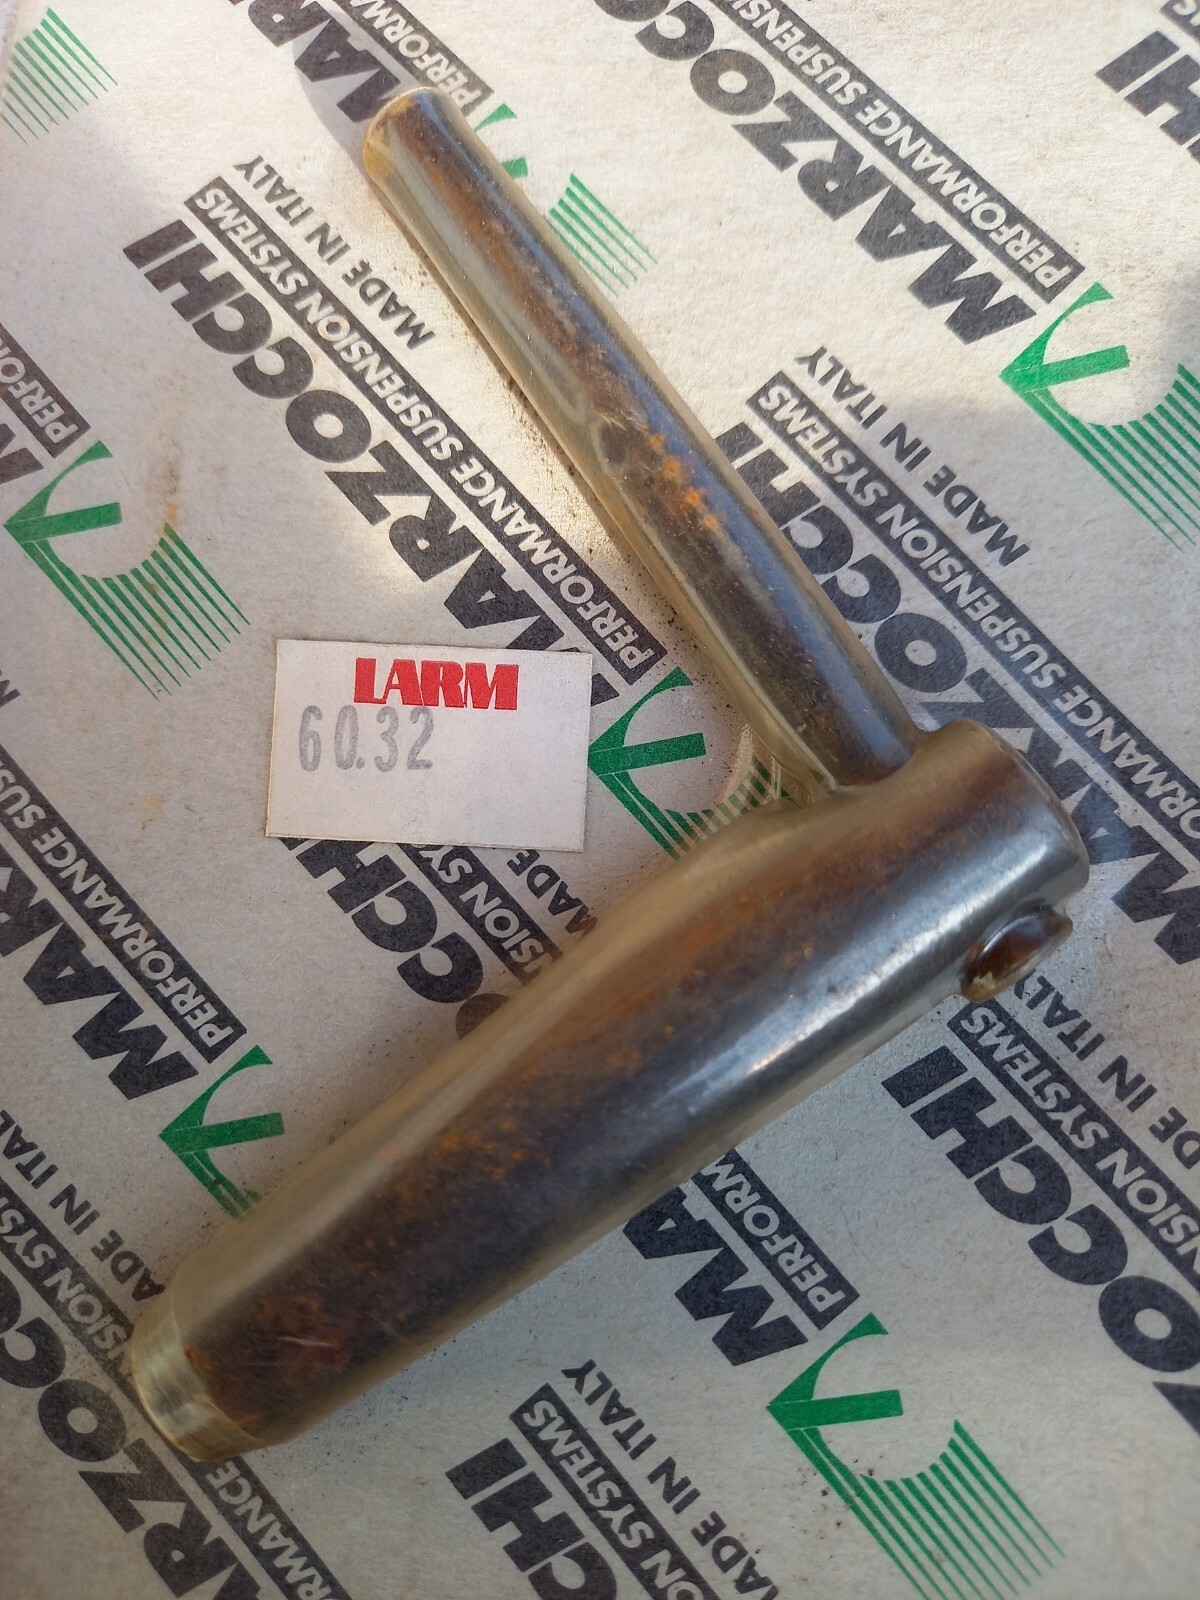 MARZOCCHI
PERFORMANCE SUSPENSION SYSTEMS
MADE IN ITALY
MARZOCCHI
PERFORMANCE SUSPENSION SYSTEMS
MADE IN ITALY
LARM
60.32
MARZOCCHI
PERFORMANCE SUSPENSION SYSTEMS
MADE IN ITALY